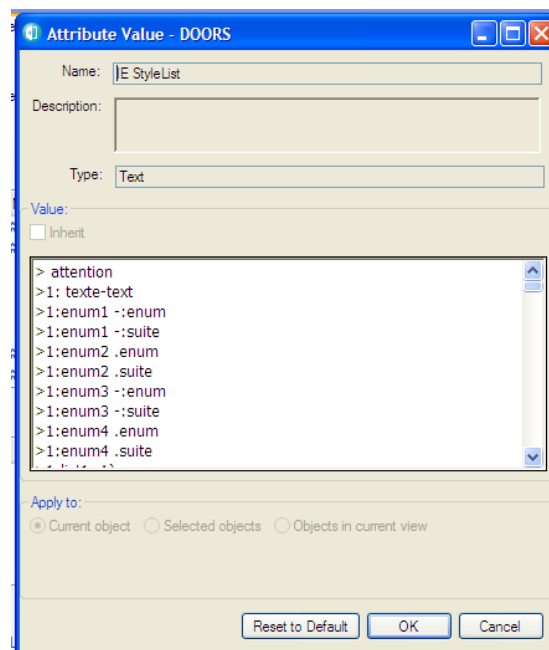 Attribute Value - DOORS
Name: IE StyleList
Description:
Type: Text
Value:
Inherit
> attention
>1: texte-text
>1:enum1 -:enum
>1:enum1 -:suite
>1:enum2 .enum
>1:enum2 .suite
>1:enum3 -:enum
>1:enum3 -:suite
>1:enum4 .enum
>1:enum4 .suite
Apply to:
Current object Selected objects Objects in current view
Reset to Default OK Cancel